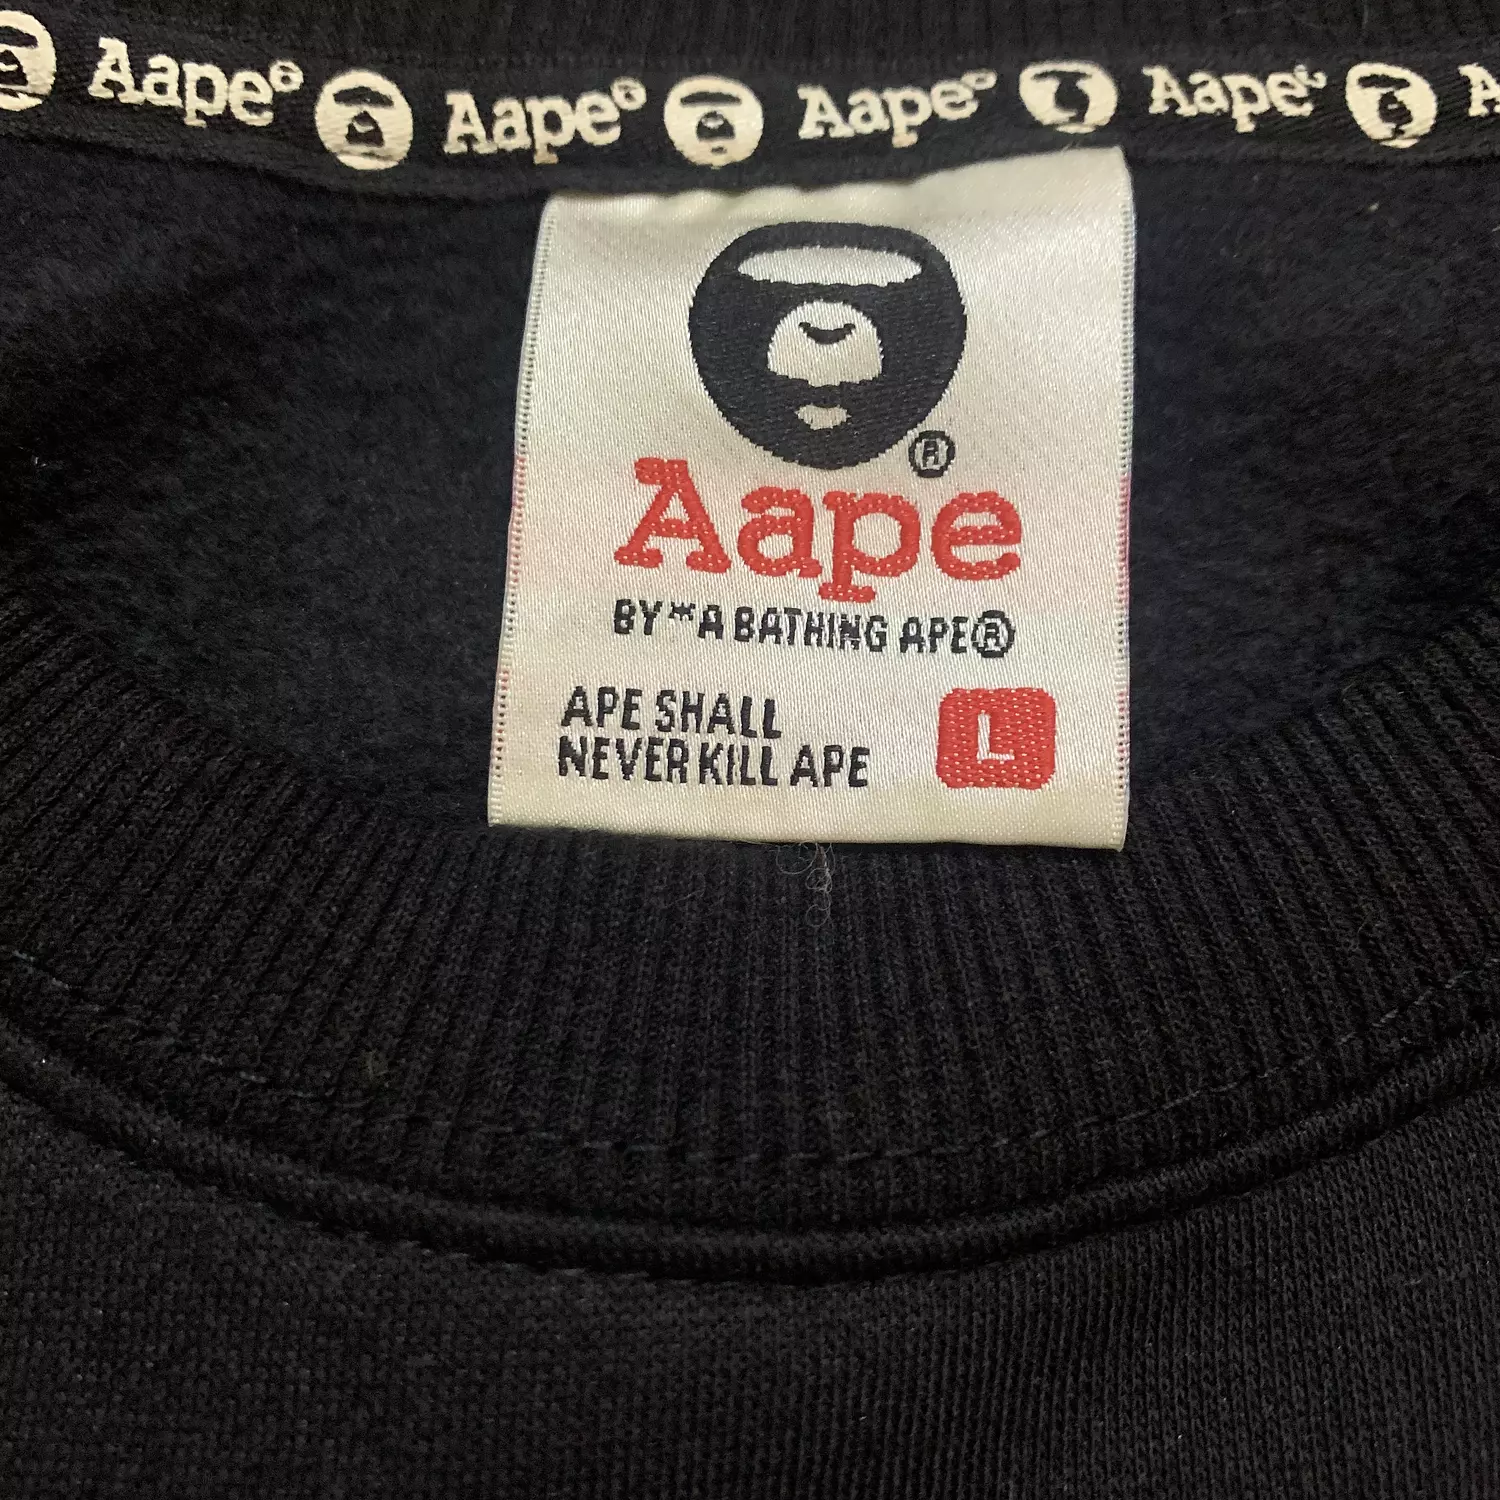 Aape® Aape® Aape® Aape® A
®
Aape
BY *A BATHING APE®
APE SHALL
NEVER KILL APE
L